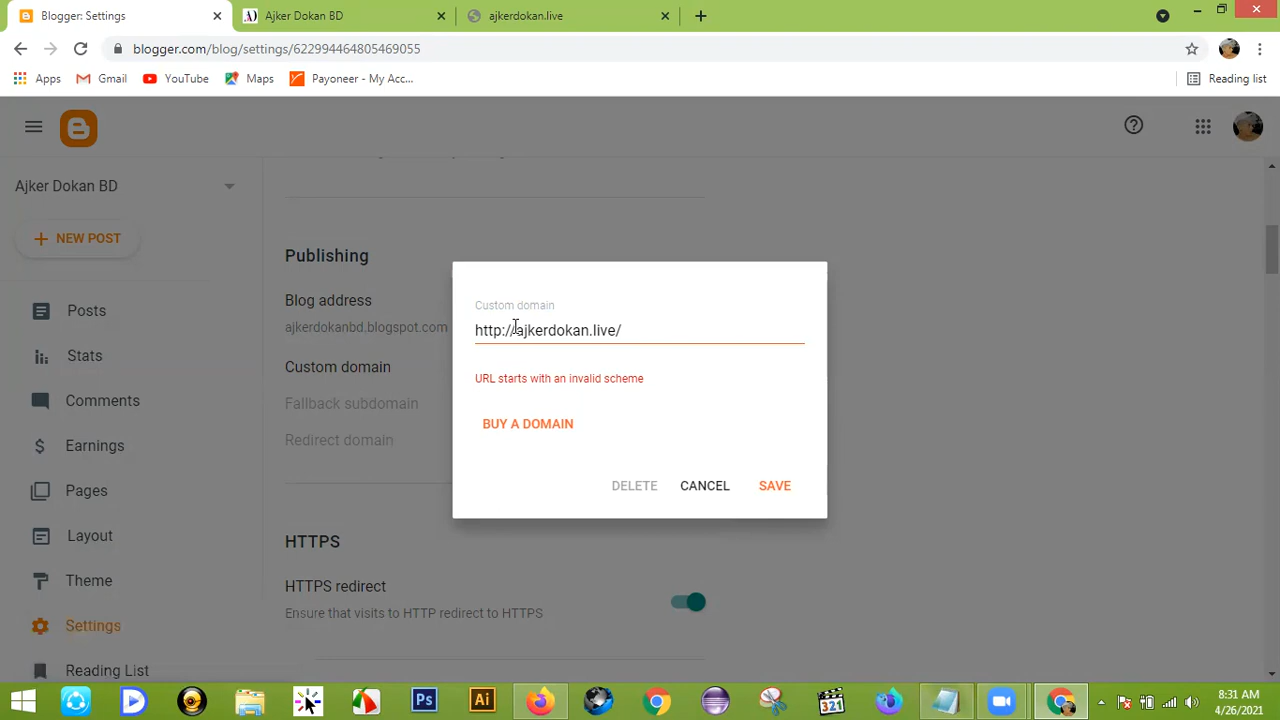 Blogger: Settings
Ajker Dokan BD
ajkerdokan.live
blogger.com/blog/settings/622994464805469055
Apps
Gmail
YouTube
Maps
Payoneer - My Acc...
Reading list
Ajker Dokan BD
NEW POST
Posts
Stats
Comments
Earnings
Pages
Layout
Theme
Settings
Reading List
Publishing
Blog address
ajkerdokanbd.blogspot.com
Custom domain
Fallback subdomain
Redirect domain
HTTPS
HTTPS redirect
Ensure that visits to HTTP redirect to HTTPS
Custom domain
http://ajkerdokan.live/
URL starts with an invalid scheme
BUY A DOMAIN
DELETE CANCEL SAVE
Ps
Ai
321
8:31 AM
4/26/2021